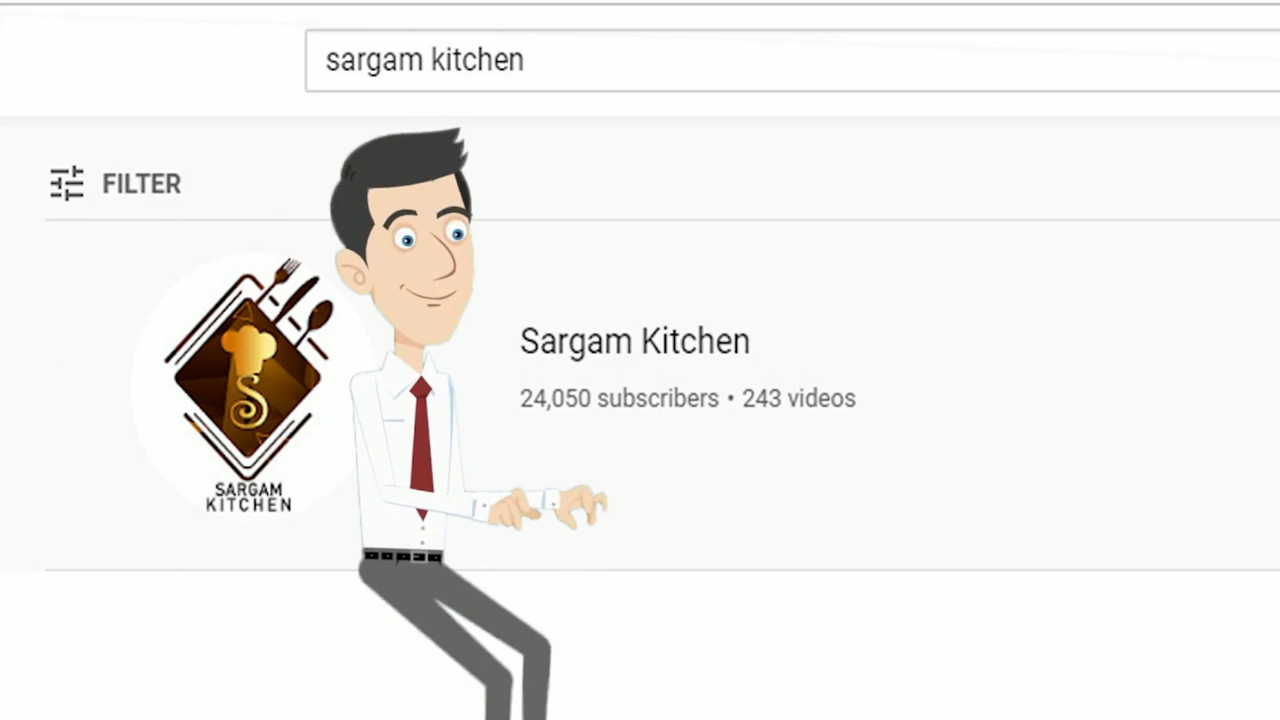 sargam kitchen
FILTER
Sargam Kitchen
24,050 subscribers • 243 videos
S
SARGAM
KITCHEN